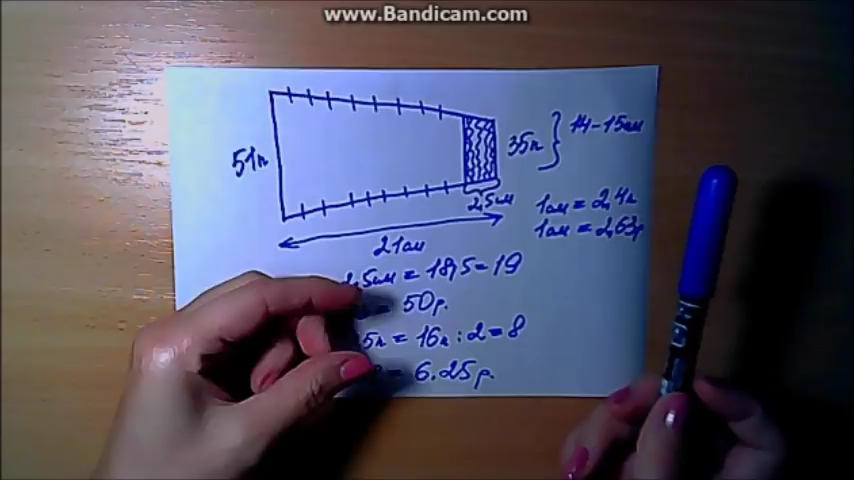 www.Bandicam.com
51п
35п } 14-15см
2,5см
21см
1см = 2,4п
1см = 2,63р
,5см = 18,5 = 19
= 50р.
35п = 16п : 2 = 8
= 6.25р.